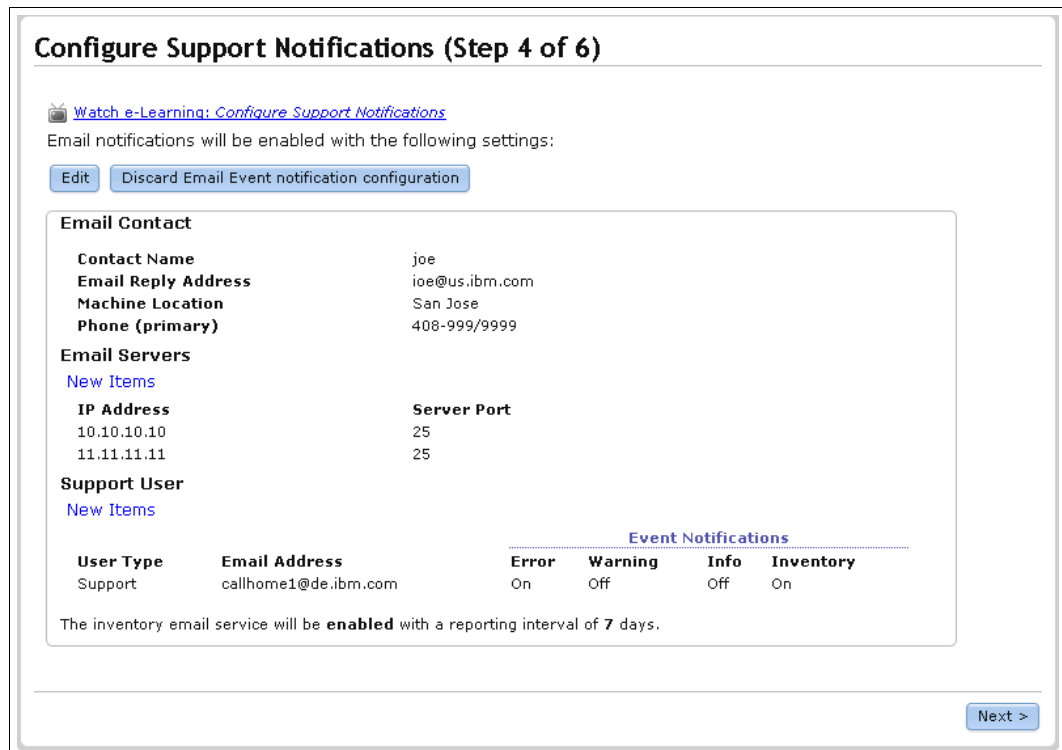 Configure Support Notifications (Step 4 of 6)
Watch e-Learning: Configure Support Notifications
Email notifications will be enabled with the following settings:
Edit Discard Email Event notification configuration
Email Contact
Contact Name joe
Email Reply Address ioe@us.ibm.com
Machine Location San Jose
Phone (primary) 408-999/9999
Email Servers
New Items
IP Address Server Port
10.10.10.10 25
11.11.11.11 25
Support User
New Items
Event Notifications
User Type Email Address Error Warning Info Inventory
Support callhome1@de.ibm.com On Off Off On
The inventory email service will be enabled with a reporting interval of 7 days.
Next >